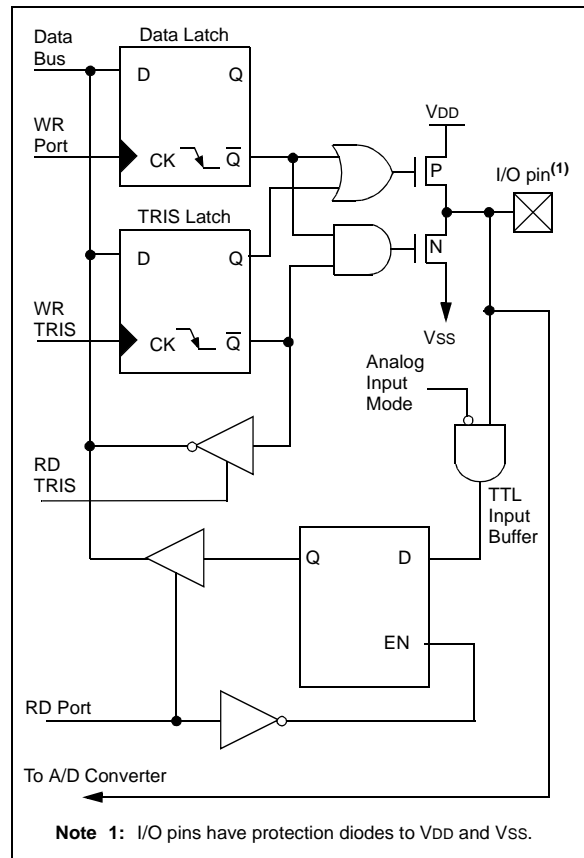 Data Bus
Data Latch
D
Q
WR Port
CK
Q
VDD
P
I/O pin(1)
TRIS Latch
D
Q
N
WR TRIS
CK
Q
VSS
Analog Input Mode
RD TRIS
TTL Input Buffer
Q
D
EN
RD Port
To A/D Converter
Note 1: I/O pins have protection diodes to VDD and VSS.